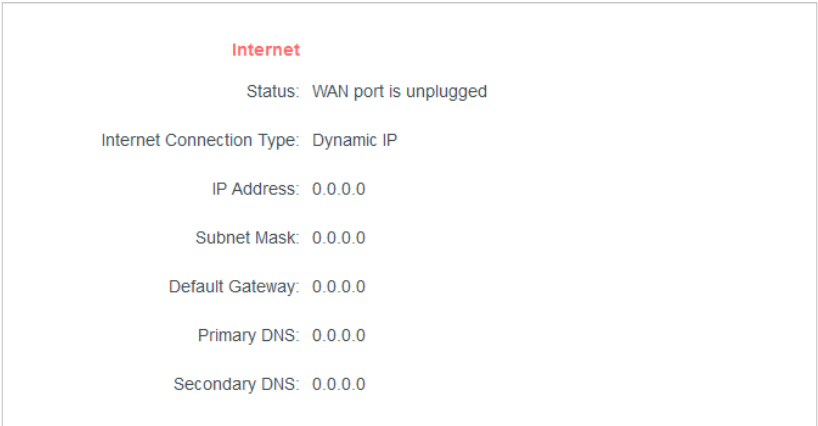 Internet
Status: WAN port is unplugged
Internet Connection Type: Dynamic IP
IP Address: 0.0.0.0
Subnet Mask: 0.0.0.0
Default Gateway: 0.0.0.0
Primary DNS: 0.0.0.0
Secondary DNS: 0.0.0.0